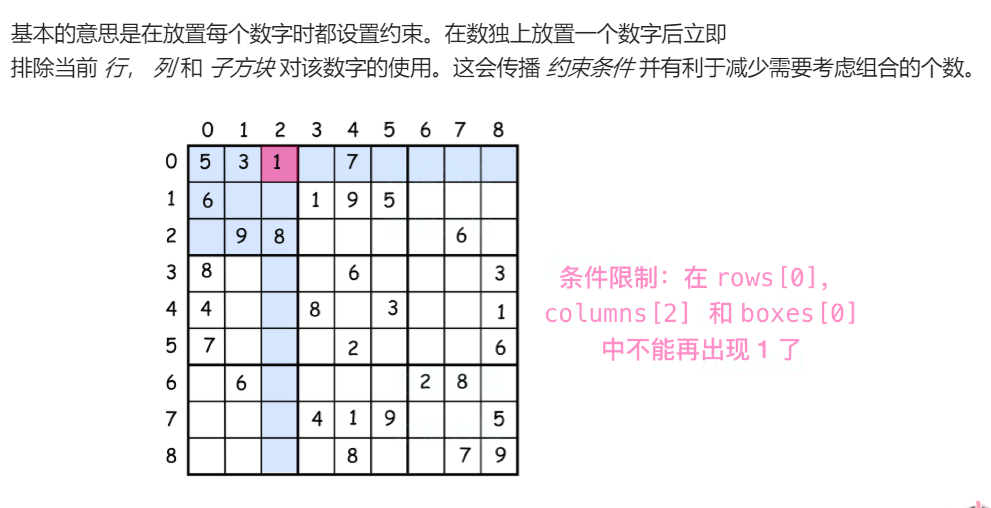 基本的意思是在放置每个数字时都设置约束。在数独上放置一个数字后立即
排除当前 行， 列 和 子方块 对该数字的使用。这会传播 约束条件 并有利于减少需要考虑组合的个数。
0 1 2 3 4 5 6 7 8
0 5 3 1 7
1 6 1 9 5
2 9 8 6
3 8 6 3
4 4 8 3 1
5 7 2 6
6 6 2 8
7 4 1 9 5
8 8 7 9
条件限制：在 rows[0],
columns[2] 和 boxes[0]
中不能再出现 1 了